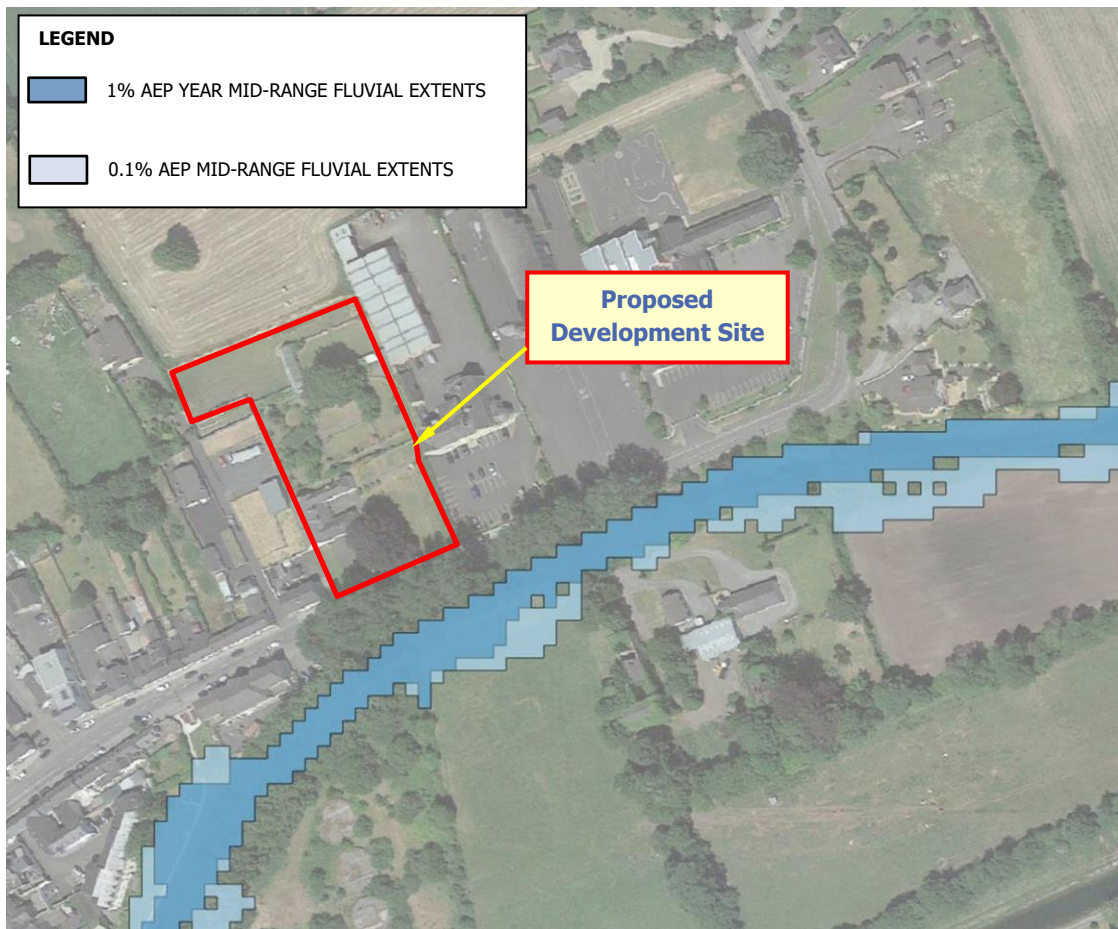 LEGEND
1% AEP YEAR MID-RANGE FLUVIAL EXTENTS
0.1% AEP MID-RANGE FLUVIAL EXTENTS
Proposed
Development Site